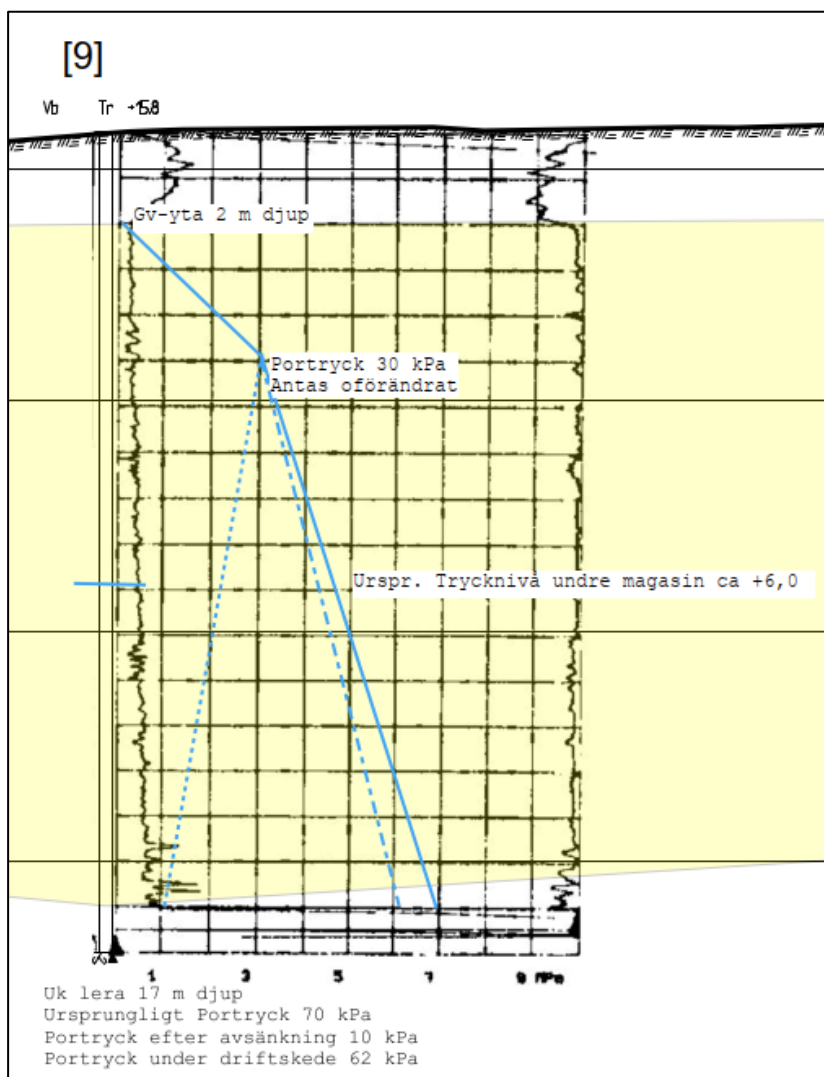 [9]
Vb Tr +15.8
Gv-yta 2 m djup
Portryck 30 kPa
Antas oförändrat
Urspr. Trycknivå undre magasin ca +6,0
1 3 5 7 9 MPa
Uk lera 17 m djup
Ursprungligt Portryck 70 kPa
Portryck efter avsänkning 10 kPa
Portryck under driftskede 62 kPa